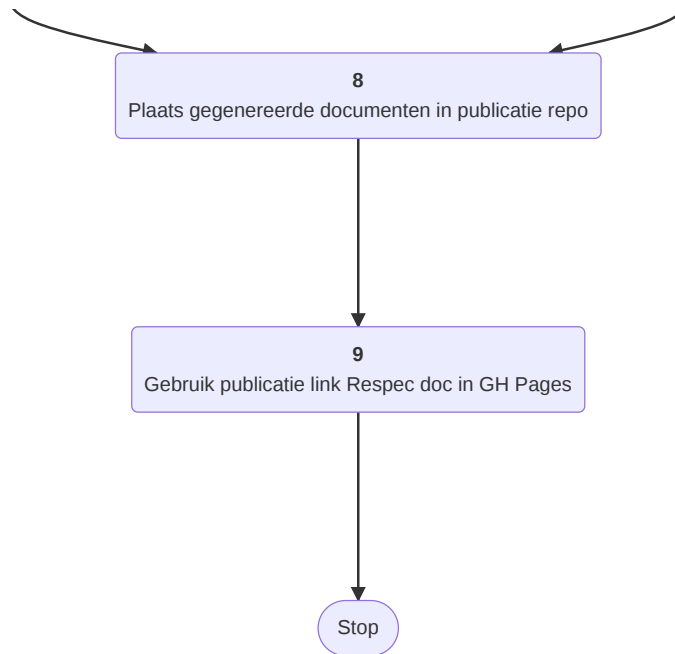 8
Plaats gegenereerde documenten in publicatie repo
9
Gebruik publicatie link Respec doc in GH Pages
Stop